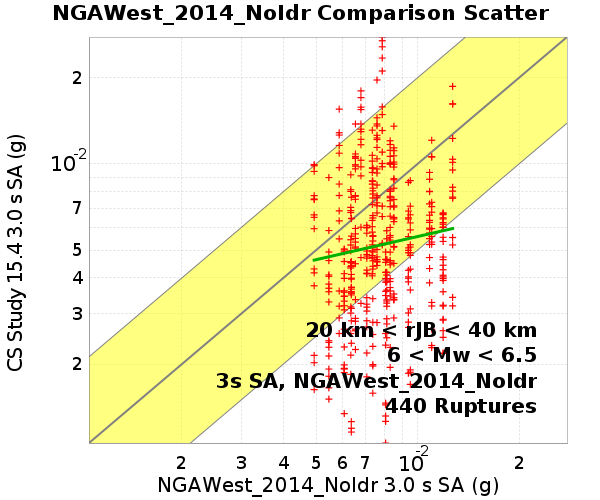 NGAWest_2014_NoIdr Comparison Scatter
CS Study 15.4 3.0 s SA (g)
2
10-2
7
5
4
3
2
20 km < rJB < 40 km
6 < Mw < 6.5
3s SA, NGAWest_2014_NoIdr
440 Ruptures
2 3 4 5 6 7 10-2 2
NGAWest_2014_NoIdr 3.0 s SA (g)